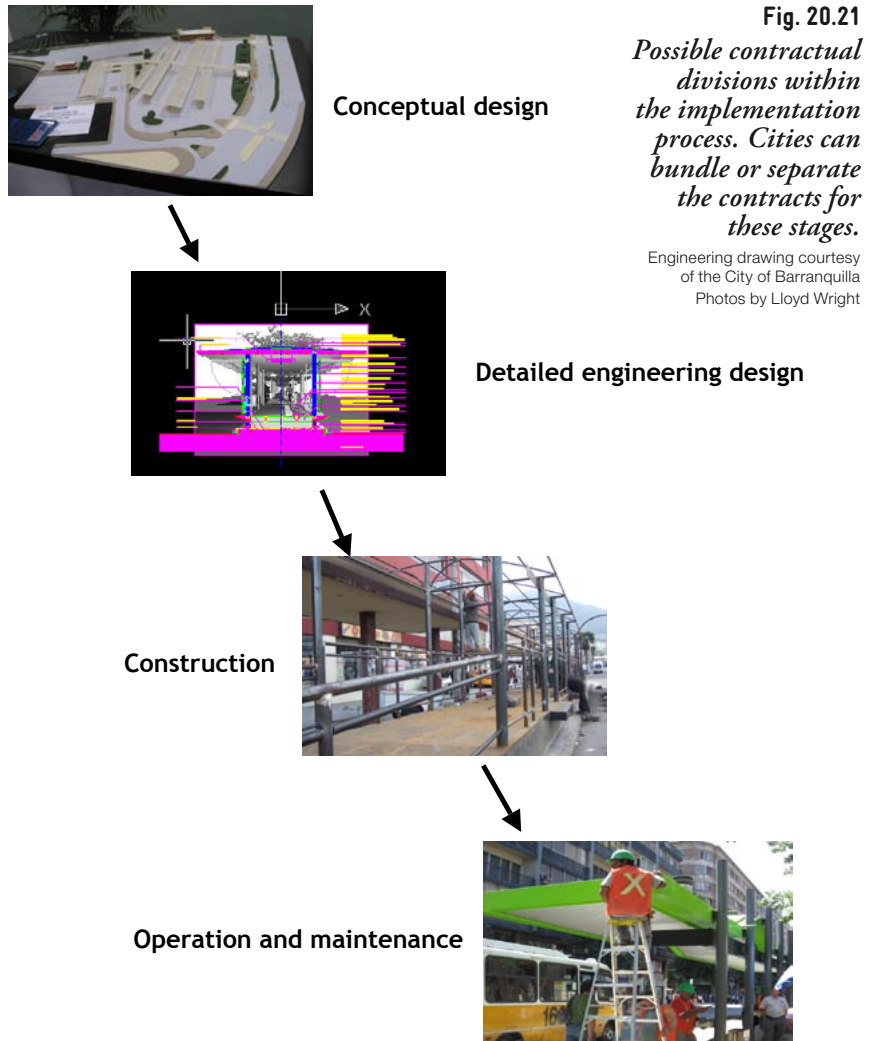 Fig. 20.21
Possible contractual
divisions within
the implementation
process. Cities can
bundle or separate
the contracts for
these stages.
Engineering drawing courtesy
of the City of Barranquilla
Photos by Lloyd Wright
Conceptual design
X
Detailed engineering design
Construction
Operation and maintenance